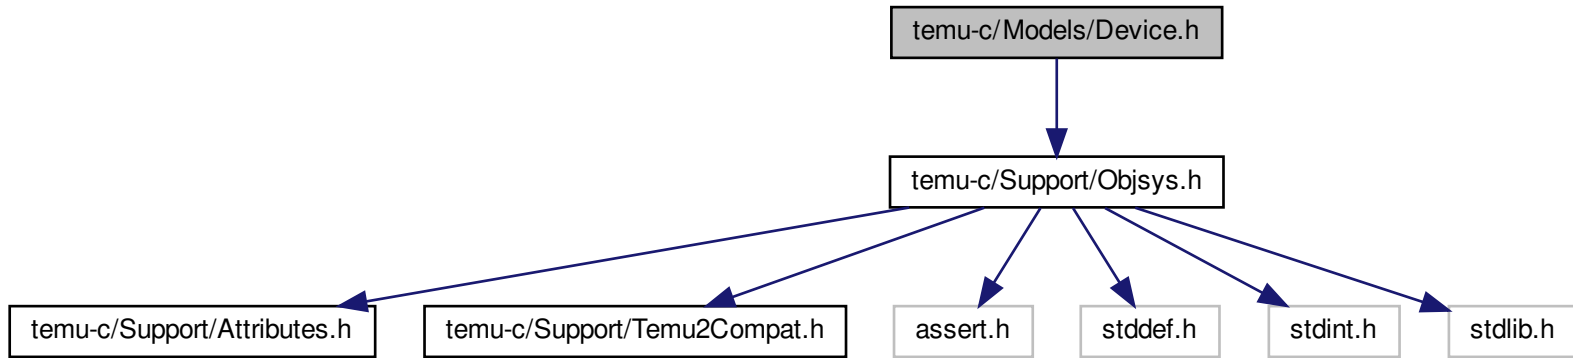 temu-c/Models/Device.h
temu-c/Support/Objsys.h
temu-c/Support/Attributes.h
temu-c/Support/Temu2Compat.h
assert.h
stddef.h
stdint.h
stdlib.h